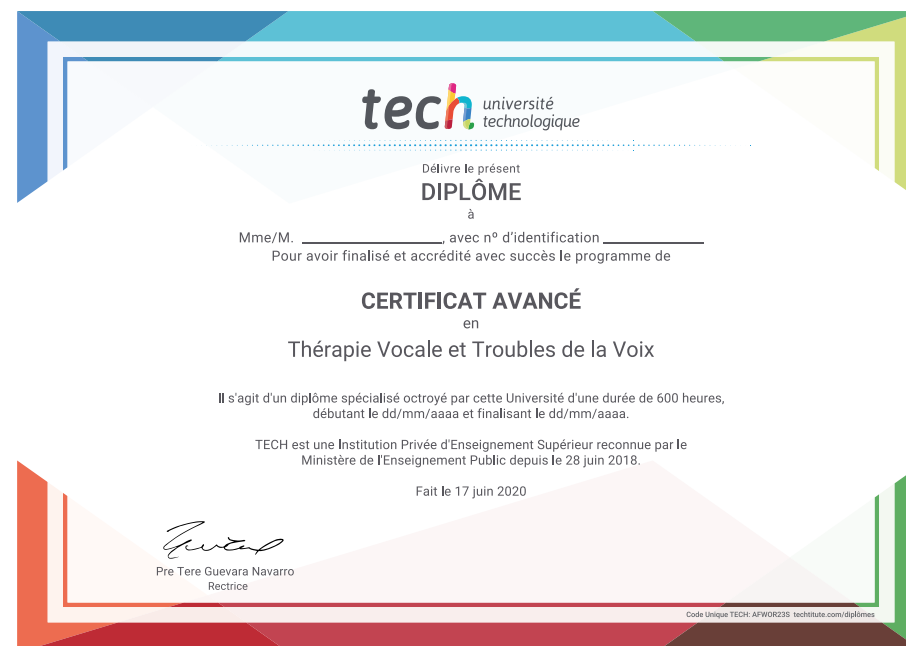 tech université
technologique
Délivre le présent
DIPLÔME
à
Mme/M. ____________________, avec nº d'identification ______________
Pour avoir finalisé et accrédité avec succès le programme de
CERTIFICAT AVANCÉ
en
Thérapie Vocale et Troubles de la Voix
Il s'agit d'un diplôme spécialisé octroyé par cette Université d'une durée de 600 heures,
débutant le dd/mm/aaaa et finalisant le dd/mm/aaaa.
TECH est une Institution Privée d'Enseignement Supérieur reconnue par le
Ministère de l'Enseignement Public depuis le 28 juin 2018.
Fait le 17 juin 2020
Pre Tere Guevara Navarro
Rectrice
Code Unique TECH: AFWOR23S techtitute.com/diplômes